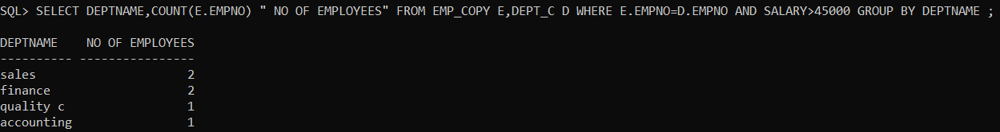 SQL> SELECT DEPTNAME,COUNT(E.EMPNO) " NO OF EMPLOYEES" FROM EMP_COPY E,DEPT_C D WHERE E.EMPNO=D.EMPNO AND SALARY>45000 GROUP BY DEPTNAME ;
DEPTNAME    NO OF EMPLOYEES
---------- ----------------
sales                     2
finance                   2
quality c                 1
accounting                1